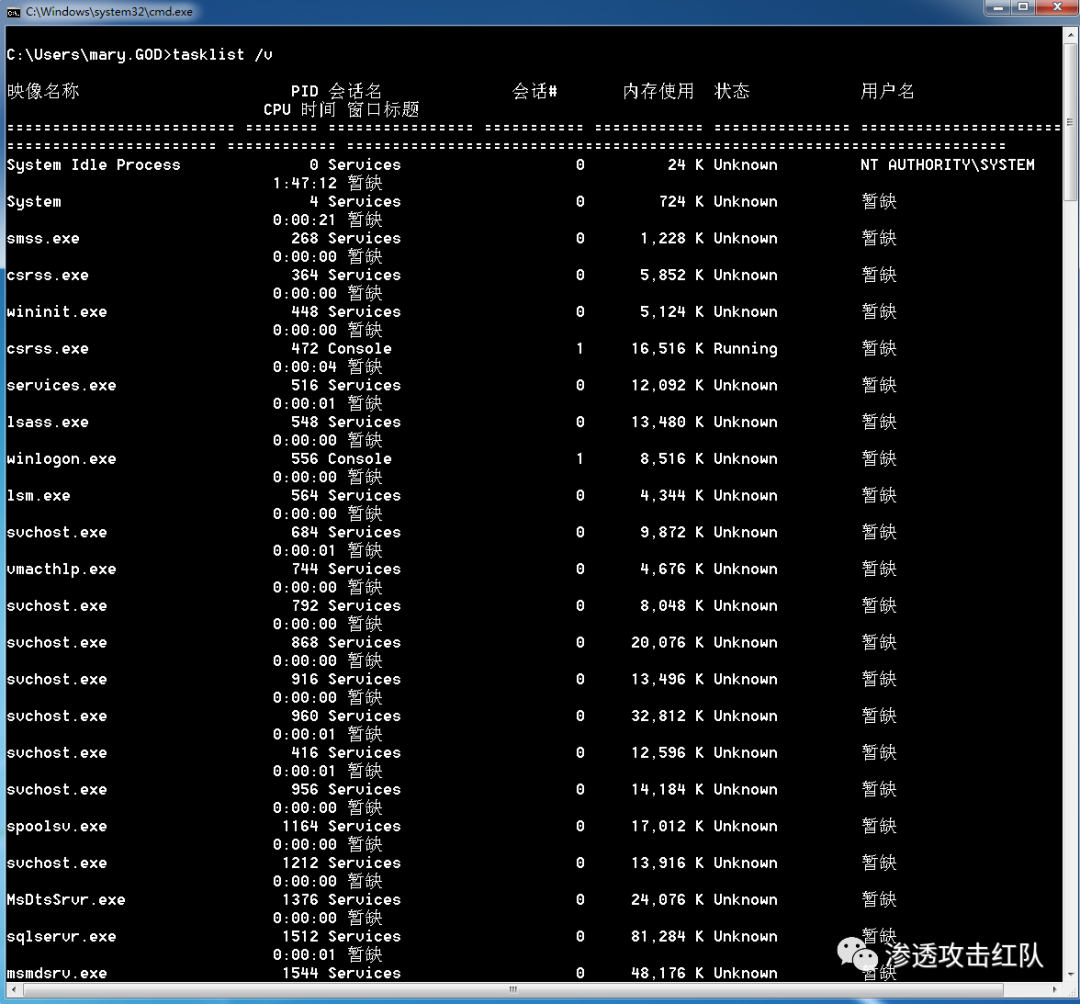 C:\Windows\system32\cmd.exe
C:\Users\mary.GOD>tasklist /v
映像名称 PID 会话名 会话# 内存使用 状态 用户名
CPU 时间 窗口标题
========================= ======== ================ =========== ============ =============== ======================
======================= ============ ========================================================================
System Idle Process 0 Services 0 24 K Unknown NT AUTHORITY\SYSTEM
1:47:12 暂缺
System 4 Services 0 724 K Unknown 暂缺
0:00:21 暂缺
smss.exe 268 Services 0 1,228 K Unknown 暂缺
0:00:00 暂缺
csrss.exe 364 Services 0 5,852 K Unknown 暂缺
0:00:00 暂缺
wininit.exe 448 Services 0 5,124 K Unknown 暂缺
0:00:00 暂缺
csrss.exe 472 Console 1 16,516 K Running 暂缺
0:00:04 暂缺
services.exe 516 Services 0 12,092 K Unknown 暂缺
0:00:01 暂缺
lsass.exe 548 Services 0 13,480 K Unknown 暂缺
0:00:00 暂缺
winlogon.exe 556 Console 1 8,516 K Unknown 暂缺
0:00:00 暂缺
lsm.exe 564 Services 0 4,344 K Unknown 暂缺
0:00:00 暂缺
svchost.exe 684 Services 0 9,872 K Unknown 暂缺
0:00:01 暂缺
vmacthlp.exe 744 Services 0 4,676 K Unknown 暂缺
0:00:00 暂缺
svchost.exe 792 Services 0 8,048 K Unknown 暂缺
0:00:00 暂缺
svchost.exe 868 Services 0 20,076 K Unknown 暂缺
0:00:00 暂缺
svchost.exe 916 Services 0 13,496 K Unknown 暂缺
0:00:00 暂缺
svchost.exe 960 Services 0 32,812 K Unknown 暂缺
0:00:01 暂缺
svchost.exe 416 Services 0 12,596 K Unknown 暂缺
0:00:01 暂缺
svchost.exe 956 Services 0 14,184 K Unknown 暂缺
0:00:00 暂缺
spoolsv.exe 1164 Services 0 17,012 K Unknown 暂缺
0:00:00 暂缺
svchost.exe 1212 Services 0 13,916 K Unknown 暂缺
0:00:00 暂缺
MsDtsSrvr.exe 1376 Services 0 24,076 K Unknown 暂缺
0:00:00 暂缺
sqlservr.exe 1512 Services 0 81,284 K Unknown 暂缺
0:00:01 暂缺
渗透攻击红队
msmdsrv.exe 1544 Services 0 48,176 K Unknown 暂缺